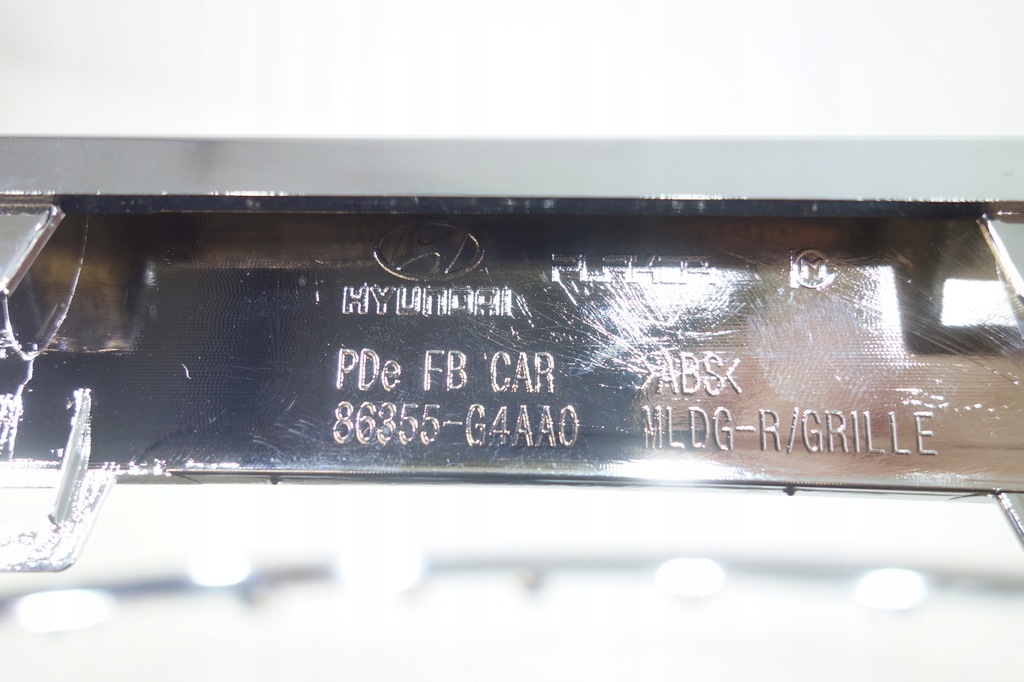 HYUNDAI
PDe FB CAR >ABS<
86355-G4AA0 MLDG-R/GRILLE